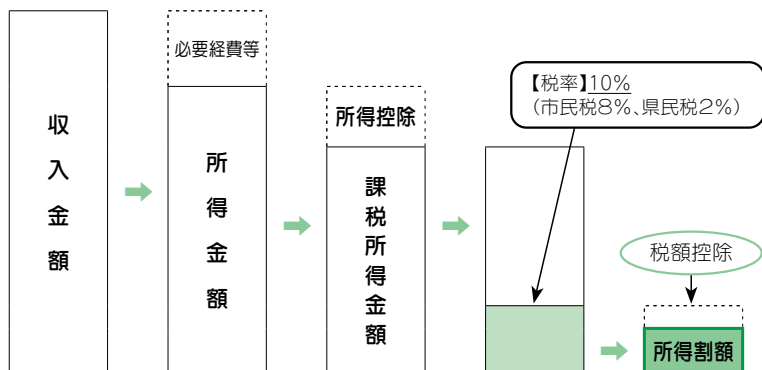 収入金額
必要経費等
所得金額
所得控除
課税所得金額
【税率】10%
(市民税8%、県民税2%)
税額控除
所得割額